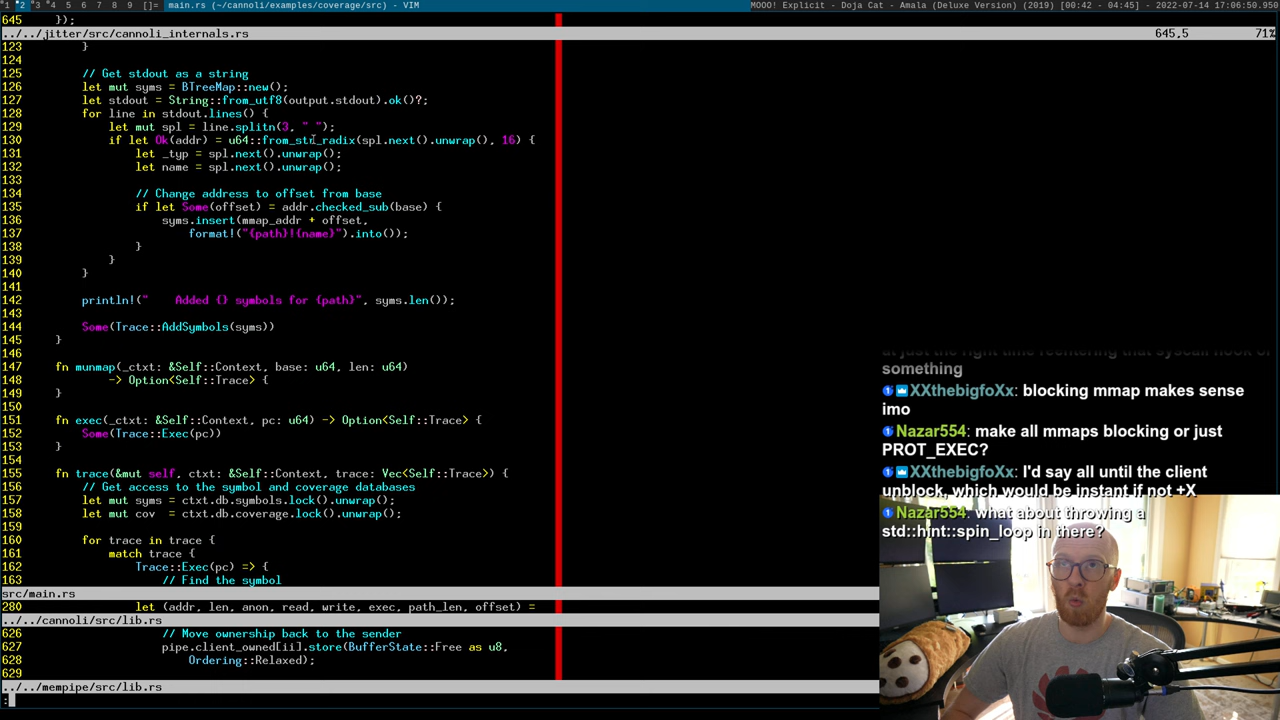 1 2 3 4 5 6 7 8 9 []= main.rs (~/cannoli/examples/coverage/src) - VIM MOOO! Explicit - Doja Cat - Amala (Deluxe Version) (2019) [00:42 - 04:45] - 2022-07-14 17:06:50.950
645     });
../../jitter/src/cannoli_internals.rs 645,5 71%
123         }
124
125         // Get stdout as a string
126         let mut syms = BTreeMap::new();
127         let stdout = String::from_utf8(output.stdout).ok()?;
128         for line in stdout.lines() {
129             let mut spl = line.splitn(3, " ");
130             if let Ok(addr) = u64::from_str_radix(spl.next().unwrap(), 16) {
131                 let _typ = spl.next().unwrap();
132                 let name = spl.next().unwrap();
133
134                 // Change address to offset from base
135                 if let Some(offset) = addr.checked_sub(base) {
136                     syms.insert(mmap_addr + offset,
137                         format!("{path}!{name}").into());
138                 }
139             }
140         }
141
142         println!("    Added {} symbols for {path}", syms.len());
143
144         Some(Trace::AddSymbols(syms))
145     }
146
147     fn munmap(_ctxt: &Self::Context, base: u64, len: u64)
148             -> Option<Self::Trace> {
149     }
150
151     fn exec(_ctxt: &Self::Context, pc: u64) -> Option<Self::Trace> {
152         Some(Trace::Exec(pc))
153     }
154
155     fn trace(&mut self, ctxt: &Self::Context, trace: Vec<Self::Trace>) {
156         // Get access to the symbol and coverage databases
157         let mut syms = ctxt.db.symbols.lock().unwrap();
158         let mut cov  = ctxt.db.coverage.lock().unwrap();
159
160         for trace in trace {
161             match trace {
162                 Trace::Exec(pc) => {
163                     // Find the symbol
src/main.rs
280                 let (addr, len, anon, read, write, exec, path_len, offset) =
../../cannoli/src/lib.rs
626                     // Move ownership back to the sender
627                     pipe.client_owned[ii].store(BufferState::Free as u8,
628                         Ordering::Relaxed);
629
../../mempipe/src/lib.rs
:
at just the right time reentering that syscall hook or
something
XXthebigfoXx: blocking mmap makes sense
imo
Nazar554: make all mmaps blocking or just
PROT_EXEC?
XXthebigfoXx: I'd say all until the client
unblock, which would be instant if not +X
Nazar554: what about throwing a
std::hint::spin_loop in there?